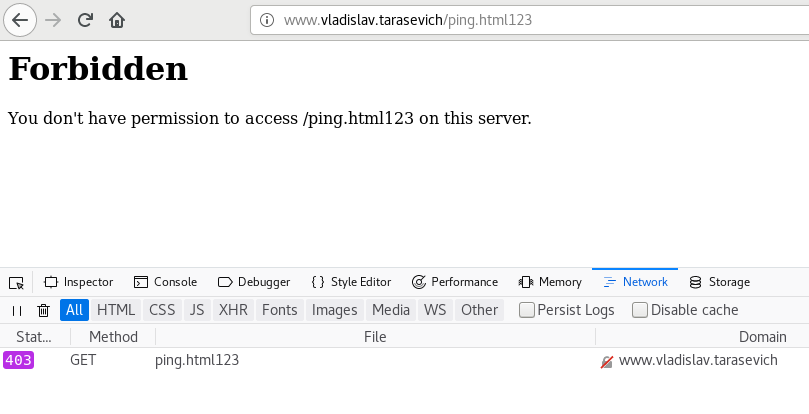 www.vladislav.tarasevich/ping.html123
Forbidden
You don't have permission to access /ping.html123 on this server.
Inspector Console Debugger {} Style Editor Performance Memory Network Storage
All HTML CSS JS XHR Fonts Images Media WS Other Persist Logs Disable cache
Stat... Method File Domain
403 GET ping.html123 www.vladislav.tarasevich